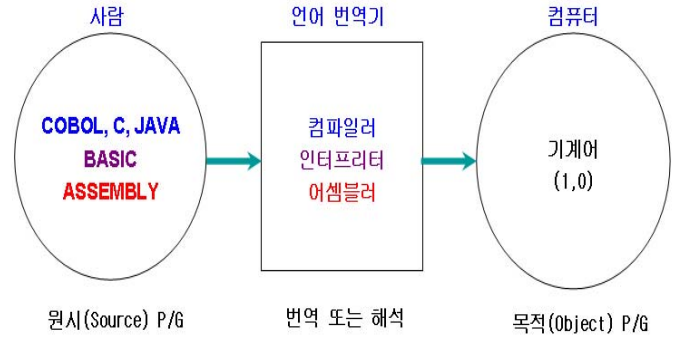 사람
언어 번역기
컴퓨터
COBOL, C, JAVA
BASIC
ASSEMBLY
컴파일러
인터프리터
어셈블러
기계어
(1,0)
원시(Source) P/G
번역 또는 해석
목적(Object) P/G